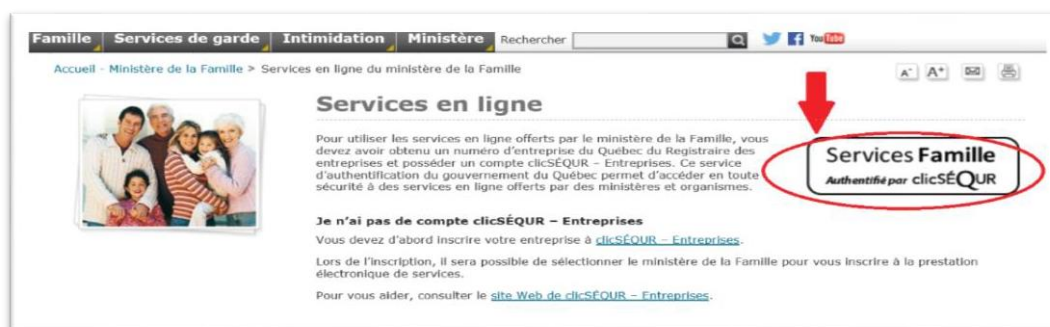 Famille Services de garde Intimidation Ministère Rechercher You Tube
Accueil - Ministère de la Famille > Services en ligne du ministère de la Famille
A- A+
Services en ligne
Pour utiliser les services en ligne offerts par le ministère de la Famille, vous
devez avoir obtenu un numéro d'entreprise du Québec du Registraire des
entreprises et posséder un compte clicSÉQUR – Entreprises. Ce service
d'authentification du gouvernement du Québec permet d'accéder en toute
sécurité à des services en ligne offerts par des ministères et organismes.
Services Famille
Authentifié par clicSÉQUR
Je n'ai pas de compte clicSÉQUR – Entreprises
Vous devez d'abord inscrire votre entreprise à clicSÉQUR – Entreprises.
Lors de l'inscription, il sera possible de sélectionner le ministère de la Famille pour vous inscrire à la prestation
électronique de services.
Pour vous aider, consulter le site Web de clicSÉQUR – Entreprises.